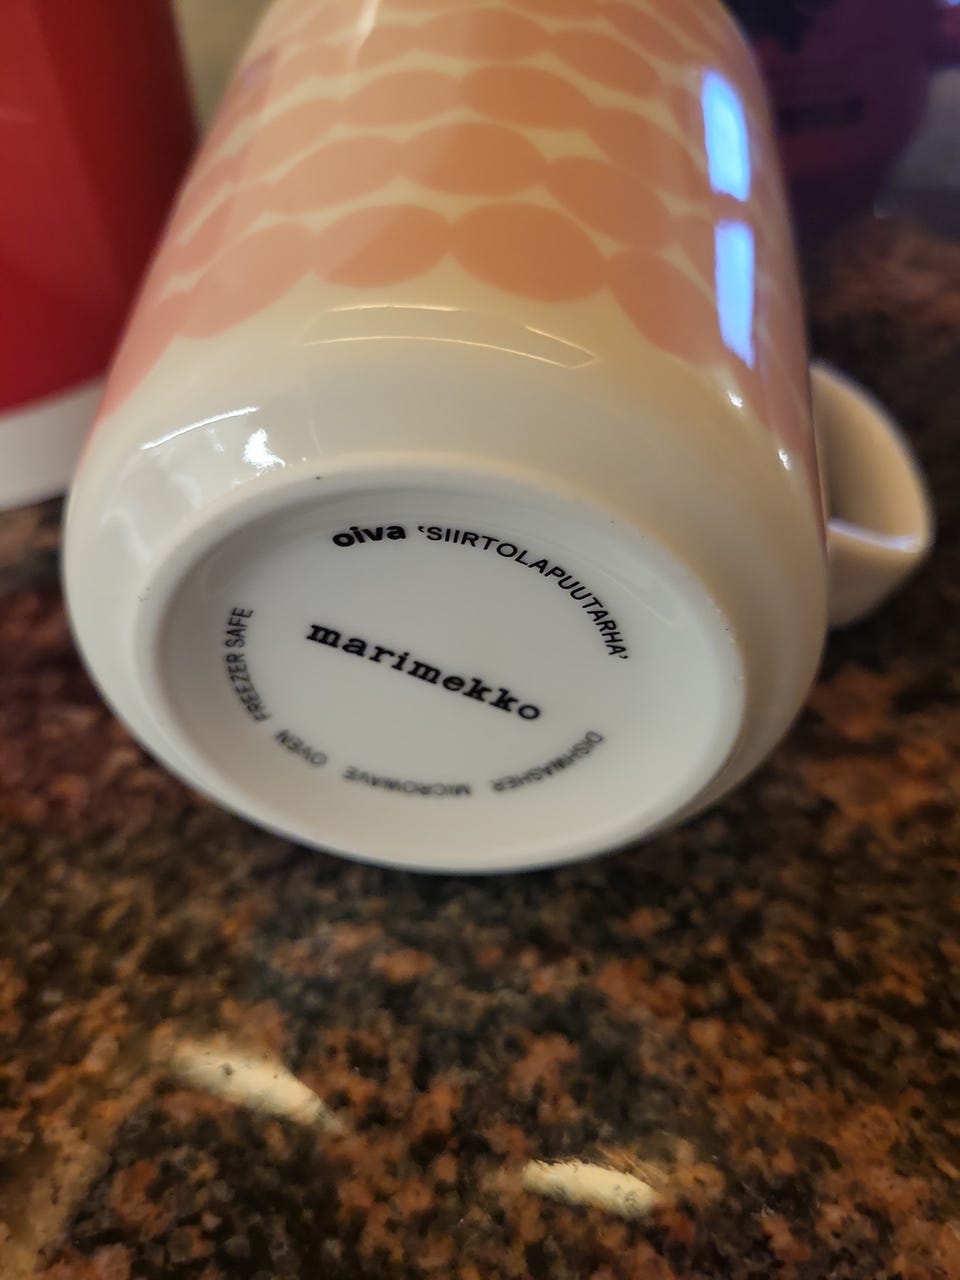 oiva ‛SIIRTOLAPUUTARHA’
marimekko
DISHWASHER MICROWAVE OVEN FREEZER SAFE